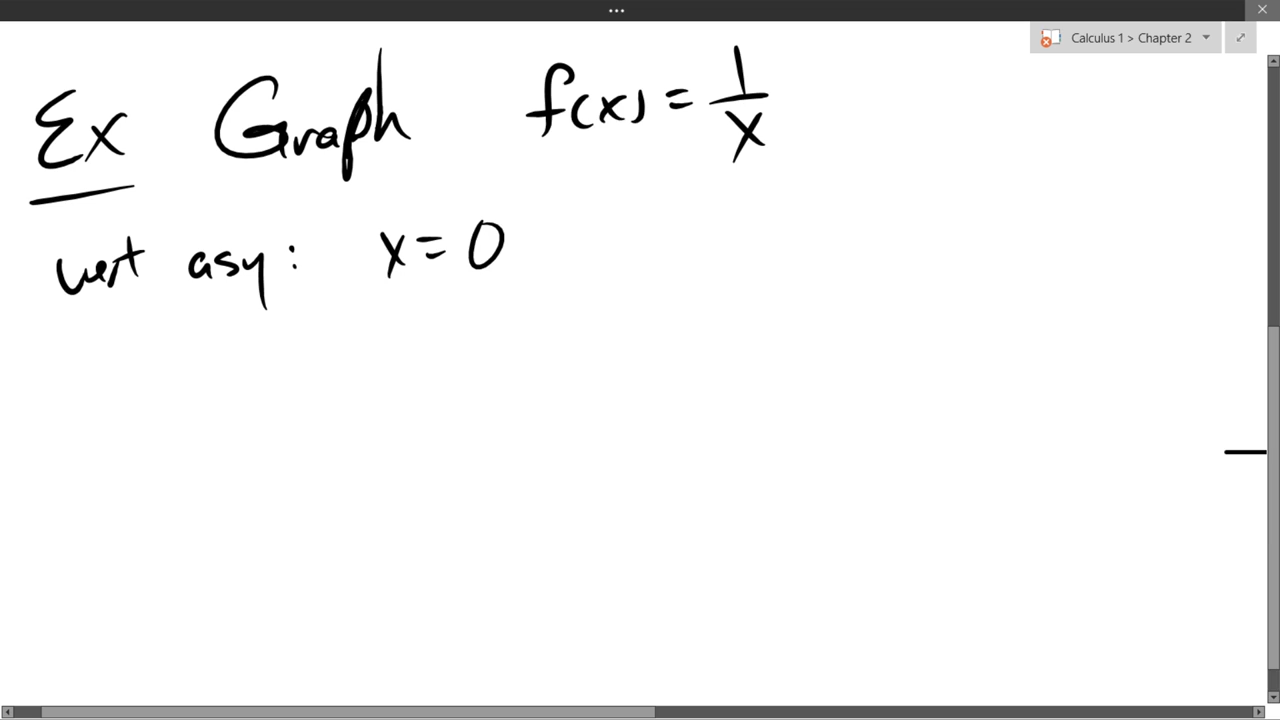 Calculus 1 > Chapter 2
Ex Graph f(x) = 1/x
vert asy: x = 0